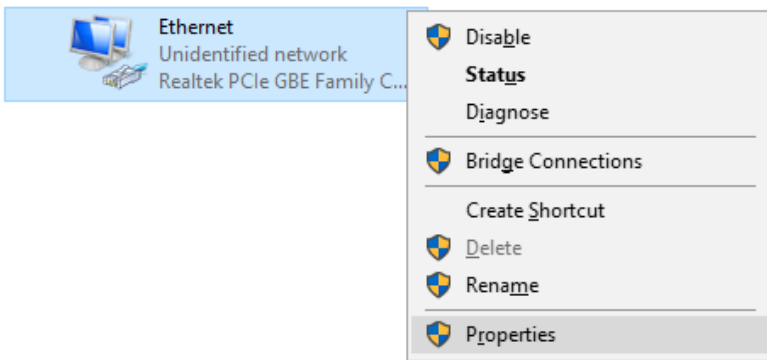 Ethernet
Unidentified network
Realtek PCIe GBE Family C...
Disable
Status
Diagnose
Bridge Connections
Create Shortcut
Delete
Rename
Properties